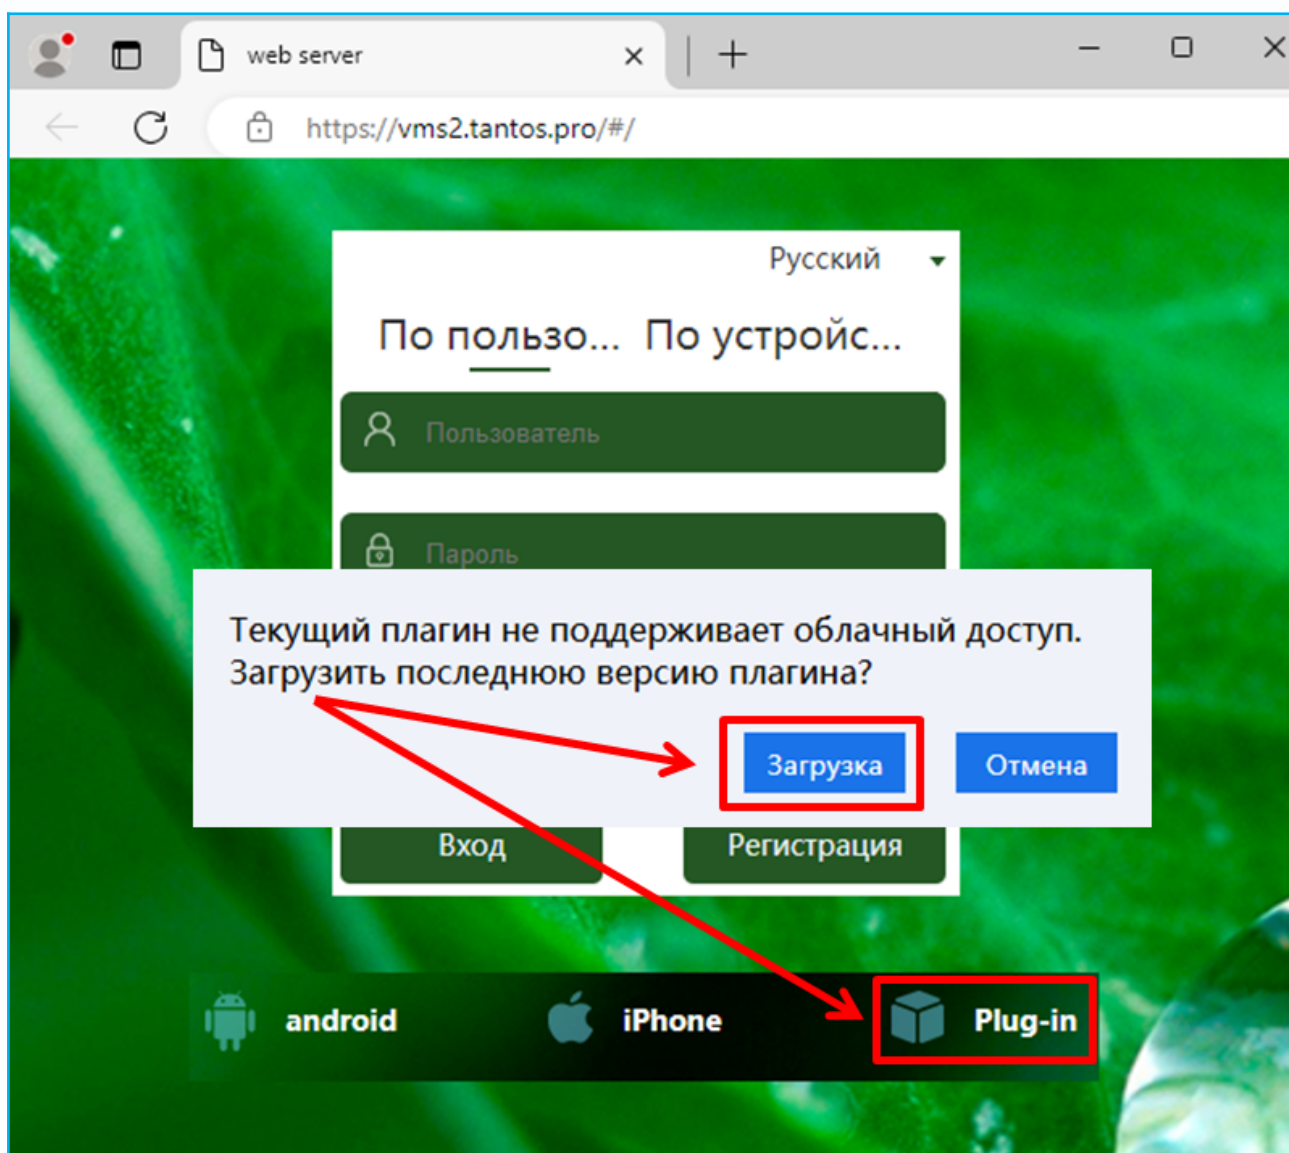 web server
https://vms2.tantos.pro/#/
Русский
По пользо... По устройс...
Пользователь
Пароль
Текущий плагин не поддерживает облачный доступ.
Загрузить последнюю версию плагина?
Загрузка Отмена
Вход Регистрация
android iPhone Plug-in